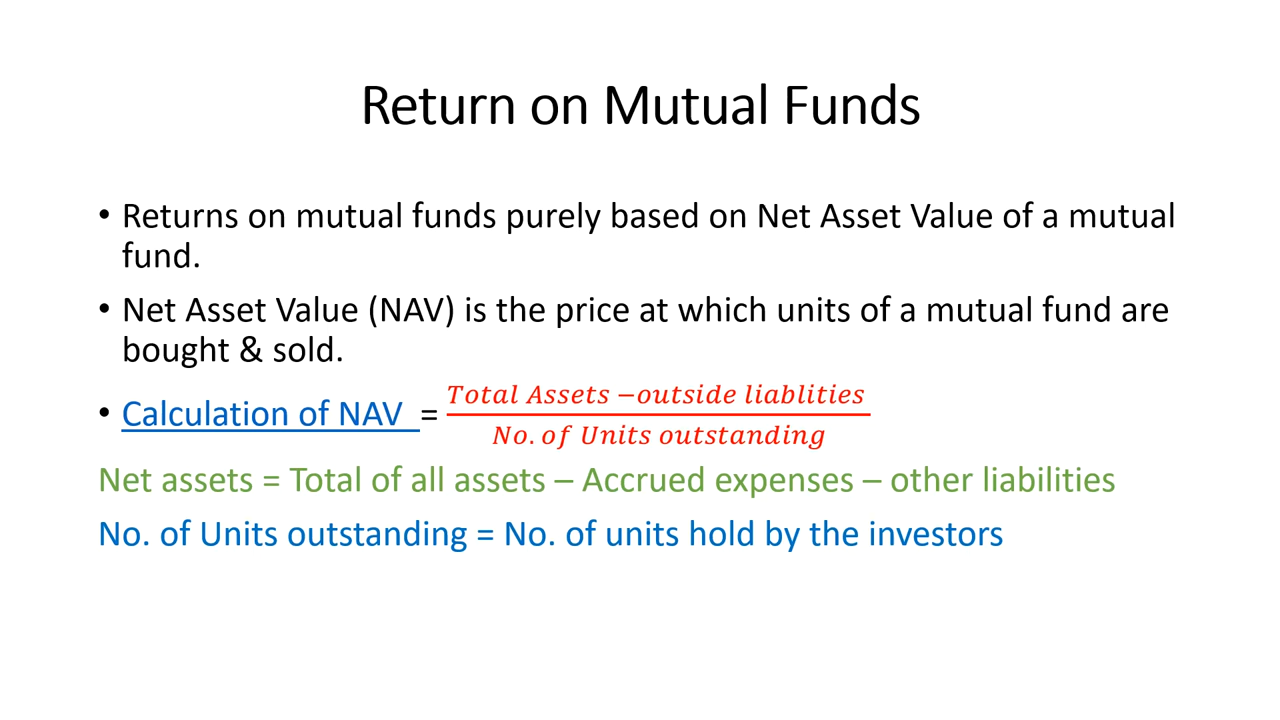 Return on Mutual Funds
• Returns on mutual funds purely based on Net Asset Value of a mutual
fund.
• Net Asset Value (NAV) is the price at which units of a mutual fund are
bought & sold.
• Calculation of NAV = Total Assets −outside liablities
No. of Units outstanding
Net assets = Total of all assets – Accrued expenses – other liabilities
No. of Units outstanding = No. of units hold by the investors